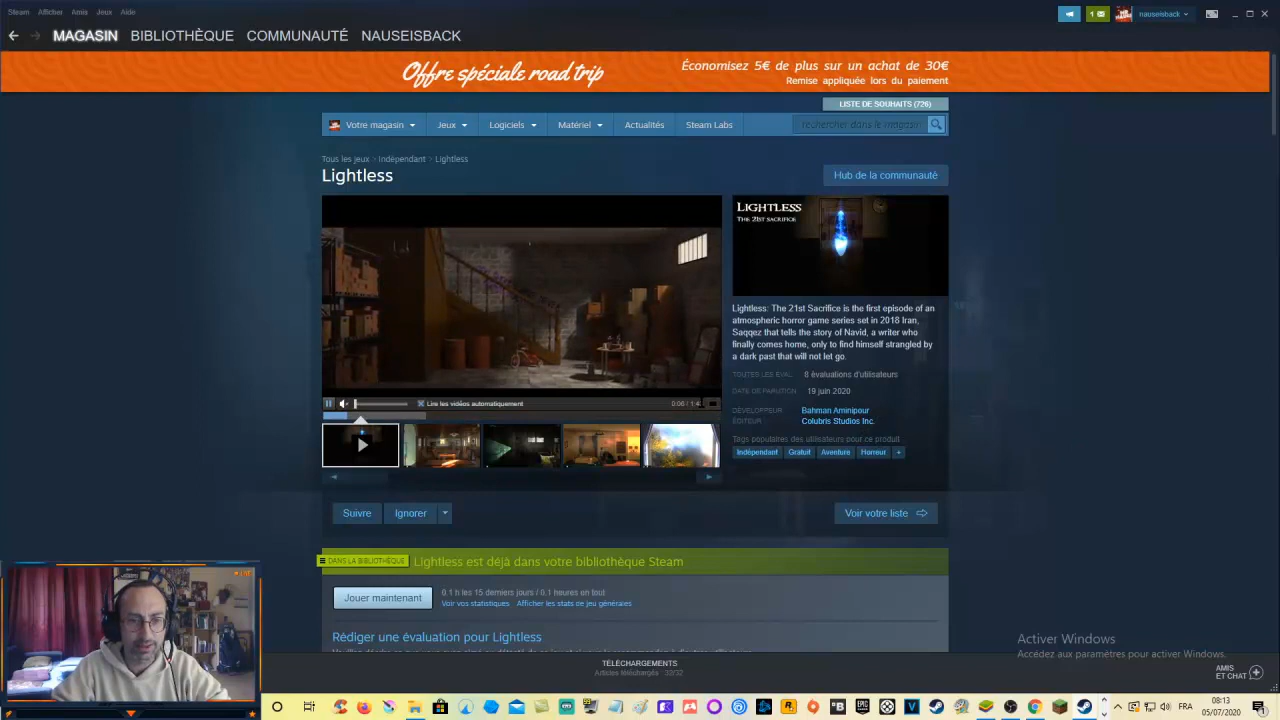 Steam Afficher Amis Jeux Aide
1 nauseisback
MAGASIN BIBLIOTHÈQUE COMMUNAUTÉ NAUSEISBACK
Offre spéciale road trip
Économisez 5€ de plus sur un achat de 30€
Remise appliquée lors du paiement
LISTE DE SOUHAITS (726)
Votre magasin Jeux Logiciels Matériel Actualités Steam Labs rechercher dans le magasin
Tous les jeux > Indépendant > Lightless
Lightless
Hub de la communauté
LIGHTLESS
THE 21ST SACRIFICE
Lightless: The 21st Sacrifice is the first episode of an
atmospheric horror game series set in 2018 Iran,
Saqqez that tells the story of Navid, a writer who
finally comes home, only to find himself strangled by
a dark past that will not let go.
TOUTES LES ÉVAL. 8 évaluations d'utilisateurs
DATE DE PARUTION 19 juin 2020
Lire les vidéos automatiquement
DÉVELOPPEUR Bahman Aminipour
ÉDITEUR Colubris Studios Inc.
Tags populaires des utilisateurs pour ce produit
Indépendant Gratuit Aventure Horreur +
Suivre Ignorer Voir votre liste
DANS LA BIBLIOTHÈQUE Lightless est déjà dans votre bibliothèque Steam
Jouer maintenant
0.1 h les 15 derniers jours / 0.1 heures en tout
Voir vos statistiques Afficher les stats de jeu générales
Rédiger une évaluation pour Lightless
Activer Windows
Accédez aux paramètres pour activer Windows.
TÉLÉCHARGEMENTS
Articles téléchargés
AMIS
ET CHAT
LIVE
FRA
08:13
05/07/2020